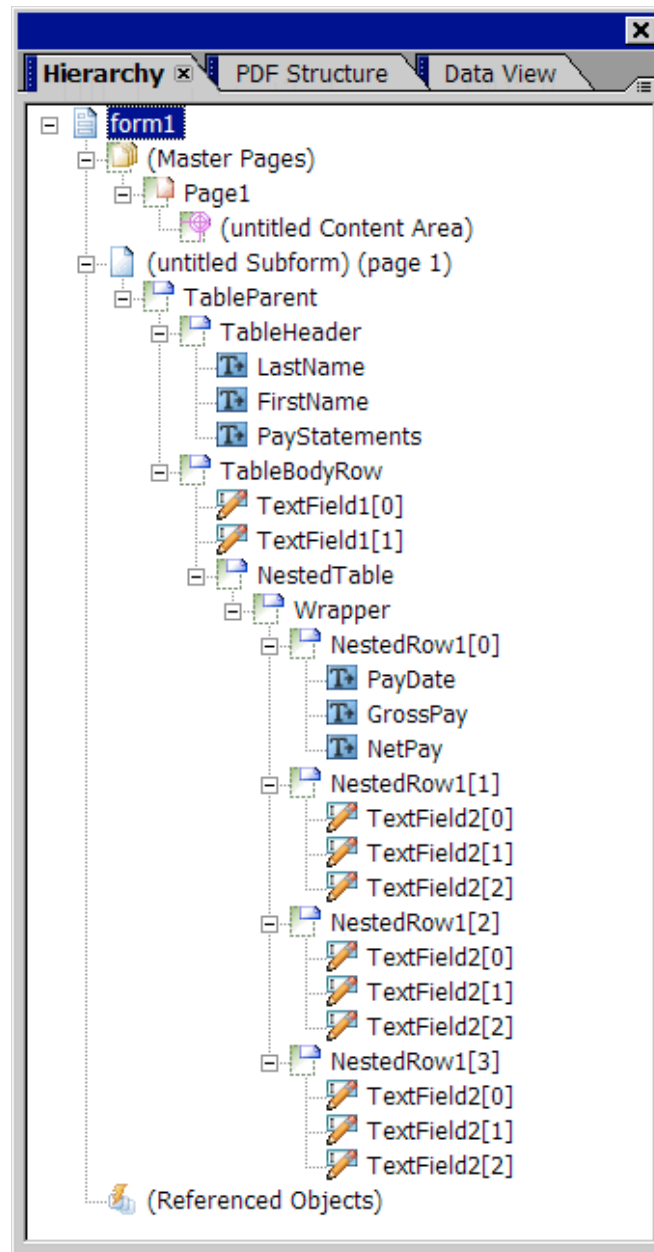 Hierarchy PDF Structure Data View
form1
(Master Pages)
Page1
(untitled Content Area)
(untitled Subform) (page 1)
TableParent
TableHeader
LastName
FirstName
PayStatements
TableBodyRow
TextField1[0]
TextField1[1]
NestedTable
Wrapper
NestedRow1[0]
PayDate
GrossPay
NetPay
NestedRow1[1]
TextField2[0]
TextField2[1]
TextField2[2]
NestedRow1[2]
TextField2[0]
TextField2[1]
TextField2[2]
NestedRow1[3]
TextField2[0]
TextField2[1]
TextField2[2]
(Referenced Objects)